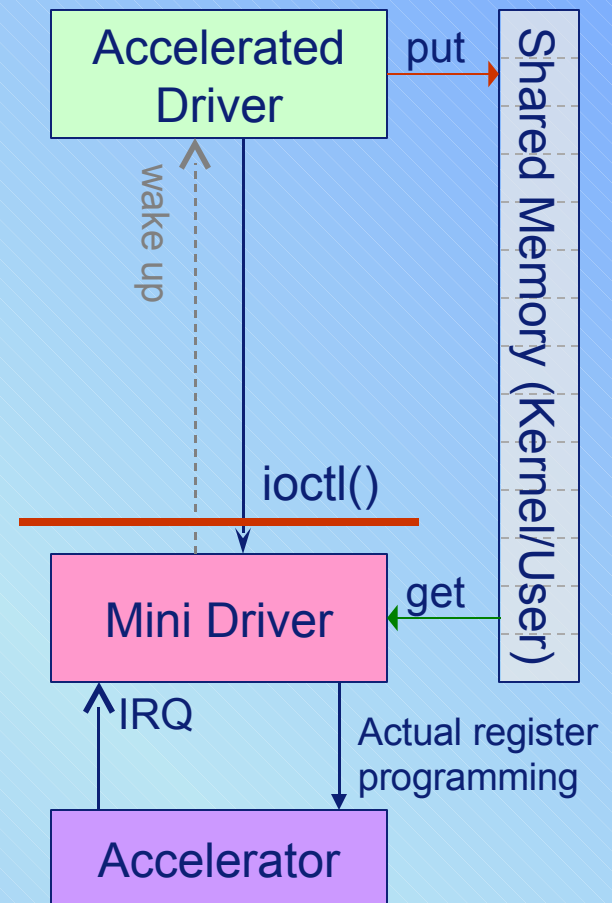 Accelerated
Driver
put
Shared Memory (Kernel/User)
wake up
ioctl()
Mini Driver
get
IRQ
Actual register
programming
Accelerator